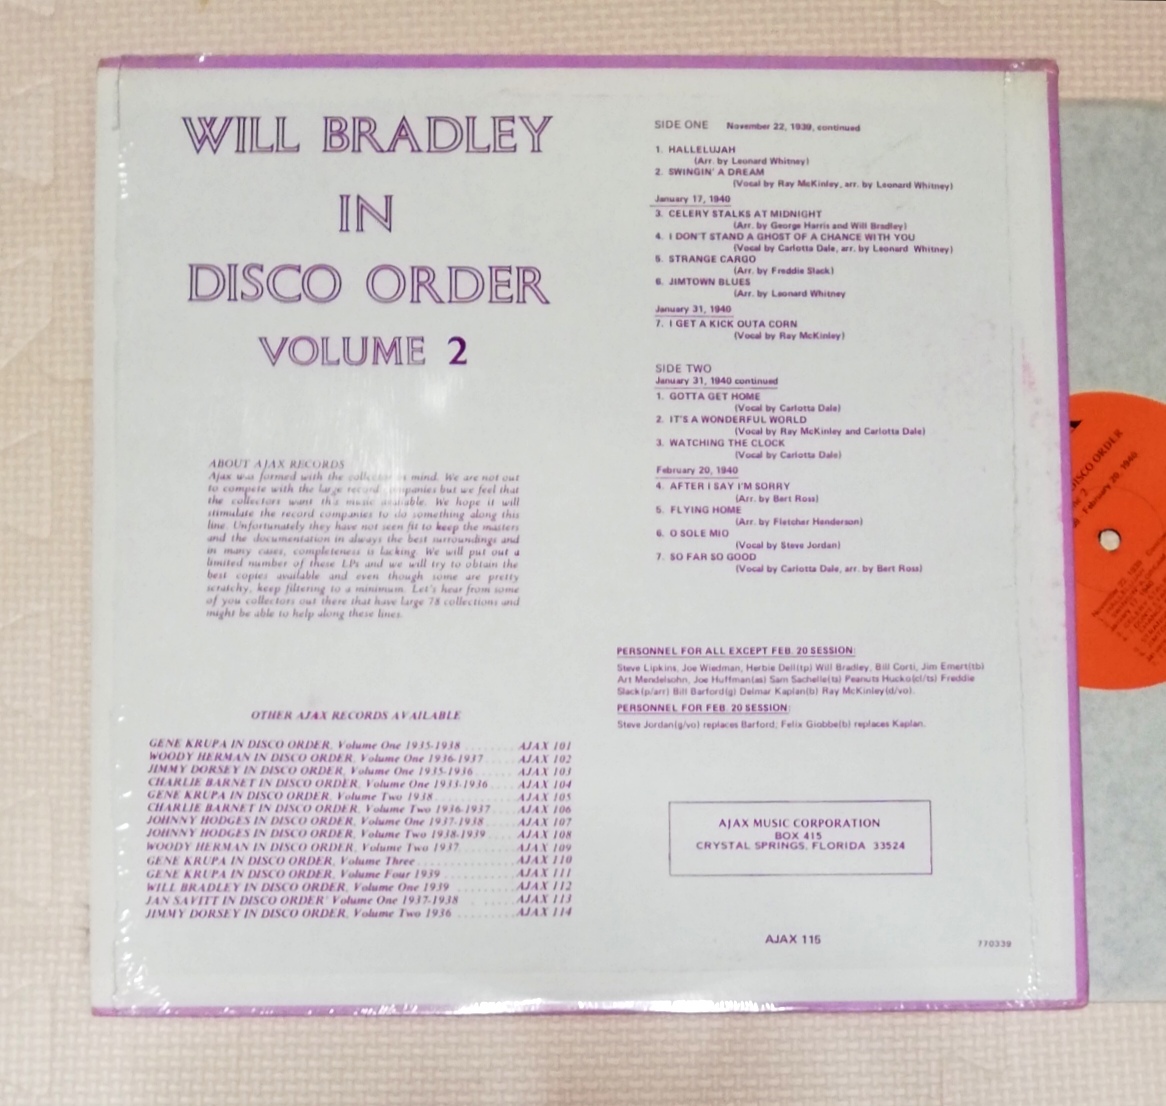 WILL BRADLEY
IN
DISCO ORDER
VOLUME 2
ABOUT AJAX RECORDS
Ajax was formed with the collector in mind. We are not out
to compete with the large record companies but we feel that
the collectors want this music available. We hope it will
stimulate the record companies to do something along this
line. Unfortunately they have not seen fit to keep the masters
and the documentation in always the best surroundings and
in many cases, completeness is lacking. We will put out a
limited number of these LPs and we will try to obtain the
best copies available and even though some are pretty
scratchy, keep filtering to a minimum. Let's hear from some
of you collectors out there that have large 78 collections and
might be able to help along these lines.
OTHER AJAX RECORDS AVAILABLE
GENE KRUPA IN DISCO ORDER, Volume One 1935-1938 ........ AJAX 101
WOODY HERMAN IN DISCO ORDER, Volume One 1936-1937 ..... AJAX 102
JIMMY DORSEY IN DISCO ORDER, Volume One 1935-1936 ...... AJAX 103
CHARLIE BARNET IN DISCO ORDER, Volume One 1933-1936 .... AJAX 104
GENE KRUPA IN DISCO ORDER, Volume Two 1938 ............ AJAX 105
CHARLIE BARNET IN DISCO ORDER, Volume Two 1936-1937 .... AJAX 106
JOHNNY HODGES IN DISCO ORDER, Volume One 1937-1938 ..... AJAX 107
JOHNNY HODGES IN DISCO ORDER, Volume Two 1938-1939 ..... AJAX 108
WOODY HERMAN IN DISCO ORDER, Volume Two 1937 ......... AJAX 109
GENE KRUPA IN DISCO ORDER, Volume Three ............... AJAX 110
GENE KRUPA IN DISCO ORDER, Volume Four 1939 ........... AJAX 111
WILL BRADLEY IN DISCO ORDER, Volume One 1939 .......... AJAX 112
JAN SAVITT IN DISCO ORDER' Volume One 1937-1938 ...... AJAX 113
JIMMY DORSEY IN DISCO ORDER, Volume Two 1936 ......... AJAX 114
SIDE ONE November 22, 1939, continued
1. HALLELUJAH
(Arr. by Leonard Whitney)
2. SWINGIN' A DREAM
(Vocal by Ray McKinley, arr. by Leonard Whitney)
January 17, 1940
3. CELERY STALKS AT MIDNIGHT
(Arr. by George Harris and Will Bradley)
4. I DON'T STAND A GHOST OF A CHANCE WITH YOU
(Vocal by Carlotta Dale, arr. by Leonard Whitney)
5. STRANGE CARGO
(Arr. by Freddie Slack)
6. JIMTOWN BLUES
(Arr. by Leonard Whitney
January 31, 1940
7. I GET A KICK OUTA CORN
(Vocal by Ray McKinley)
SIDE TWO
January 31, 1940 continued
1. GOTTA GET HOME
(Vocal by Carlotta Dale)
2. IT'S A WONDERFUL WORLD
(Vocal by Ray McKinley and Carlotta Dale)
3. WATCHING THE CLOCK
(Vocal by Carlotta Dale)
February 20, 1940
4. AFTER I SAY I'M SORRY
(Arr. by Bert Ross)
5. FLYING HOME
(Arr. by Fletcher Henderson)
6. O SOLE MIO
(Vocal by Steve Jordan)
7. SO FAR SO GOOD
(Vocal by Carlotta Dale, arr. by Bert Ross)
PERSONNEL FOR ALL EXCEPT FEB. 20 SESSION:
Steve Lipkins, Joe Wiedman, Herbie Dell(tp) Will Bradley, Bill Corti, Jim Emert(tb)
Art Mendelsohn, Joe Huffman(as) Sam Sachelle(ts) Peanuts Hucko(cl/ts) Freddie
Slack(p/arr) Bill Barford(g) Delmar Kaplan(b) Ray McKinley(d/vo).
PERSONNEL FOR FEB. 20 SESSION:
Steve Jordan(g/vo) replaces Barford; Felix Giobbe(b) replaces Kaplan.
AJAX MUSIC CORPORATION
BOX 415
CRYSTAL SPRINGS, FLORIDA 33524
AJAX 115
770339
DISCO ORDER
February 20, 1940